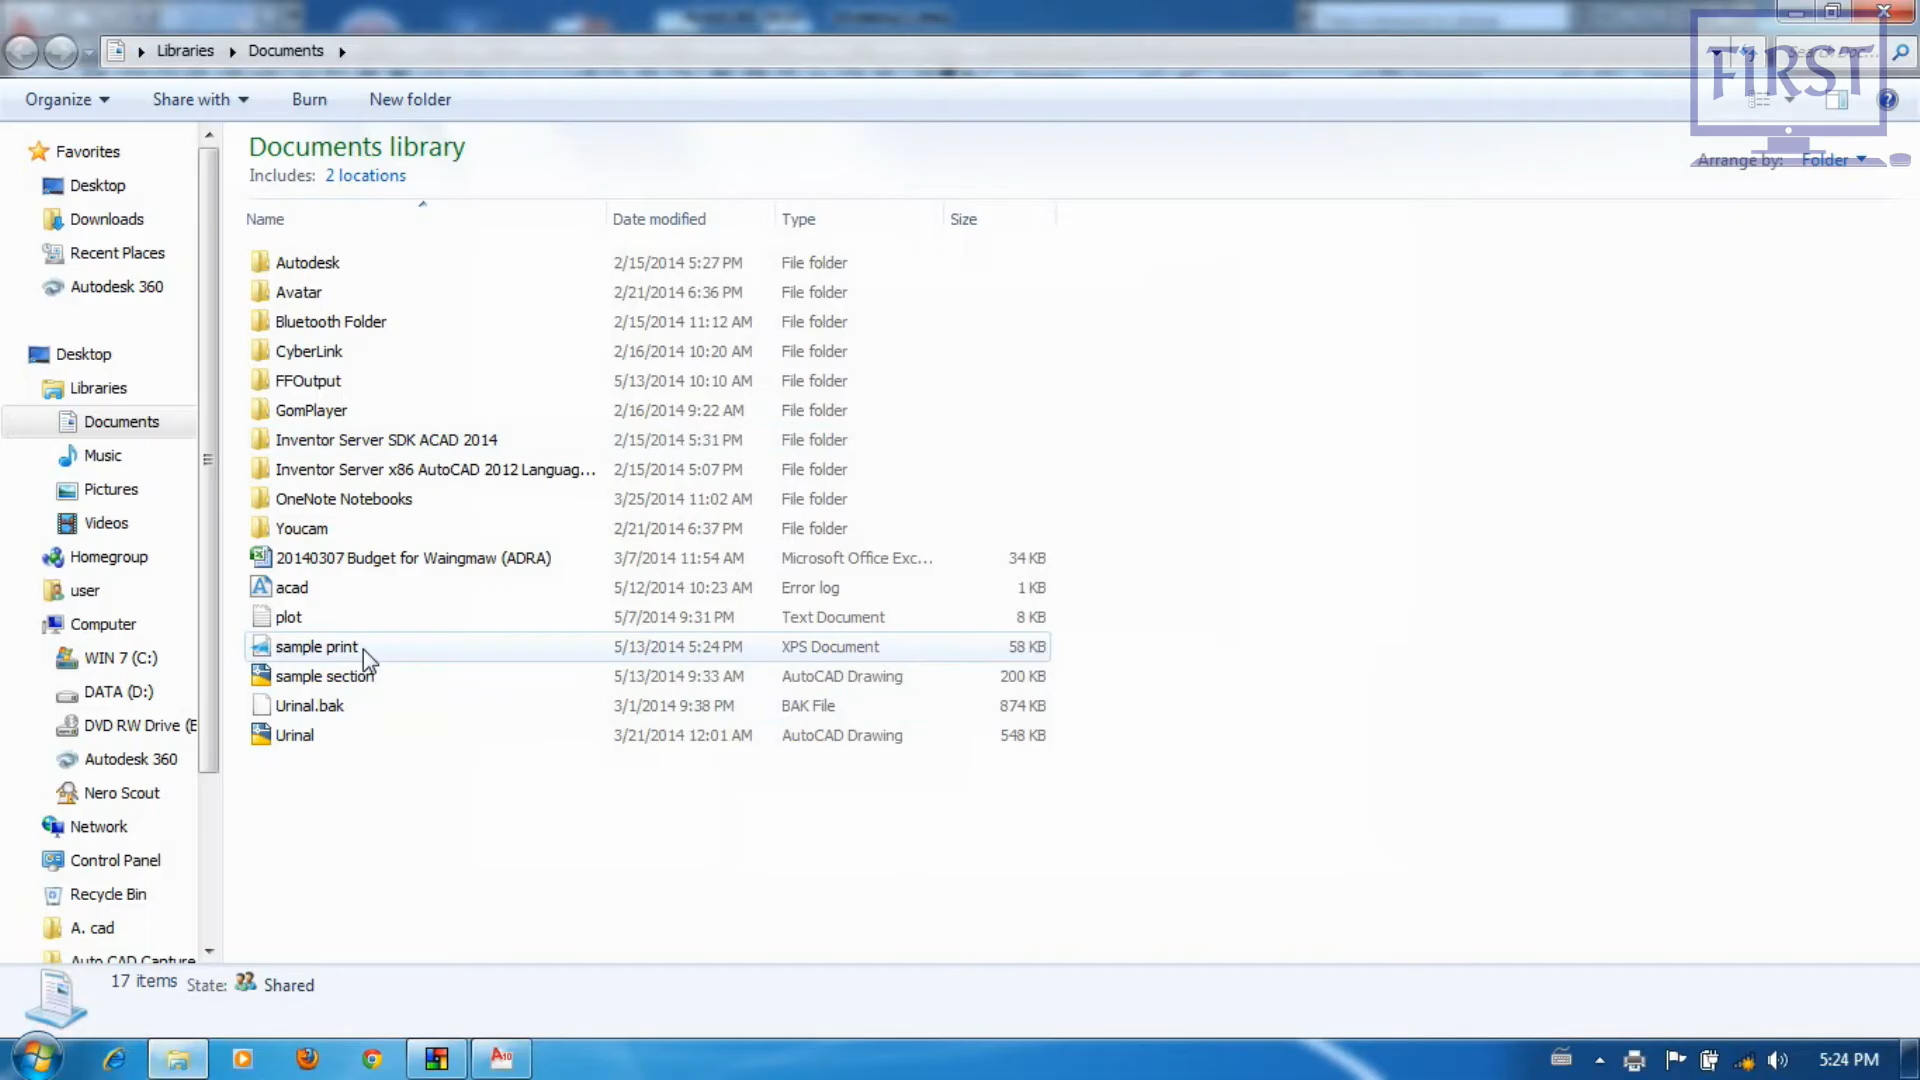 Libraries Documents
Search Doc...
FIRST
Organize Share with Burn New folder
Documents library
Includes: 2 locations
Arrange by: Folder
Name Date modified Type Size
Autodesk 2/15/2014 5:27 PM File folder
Avatar 2/21/2014 6:36 PM File folder
Bluetooth Folder 2/15/2014 11:12 AM File folder
CyberLink 2/16/2014 10:20 AM File folder
FFOutput 5/13/2014 10:10 AM File folder
GomPlayer 2/16/2014 9:22 AM File folder
Inventor Server SDK ACAD 2014 2/15/2014 5:31 PM File folder
Inventor Server x86 AutoCAD 2012 Languag... 2/15/2014 5:07 PM File folder
OneNote Notebooks 3/25/2014 11:02 AM File folder
Youcam 2/21/2014 6:37 PM File folder
20140307 Budget for Waingmaw (ADRA) 3/7/2014 11:54 AM Microsoft Office Exc... 34 KB
acad 5/12/2014 10:23 AM Error log 1 KB
plot 5/7/2014 9:31 PM Text Document 8 KB
sample print 5/13/2014 5:24 PM XPS Document 58 KB
sample section 5/13/2014 9:33 AM AutoCAD Drawing 200 KB
Urinal.bak 3/1/2014 9:38 PM BAK File 874 KB
Urinal 3/21/2014 12:01 AM AutoCAD Drawing 548 KB
Favorites
Desktop
Downloads
Recent Places
Autodesk 360
Desktop
Libraries
Documents
Music
Pictures
Videos
Homegroup
user
Computer
WIN 7 (C:)
DATA (D:)
DVD RW Drive (E
Autodesk 360
Nero Scout
Network
Control Panel
Recycle Bin
A. cad
Auto CAD Capture
17 items State: Shared
A10
5:24 PM